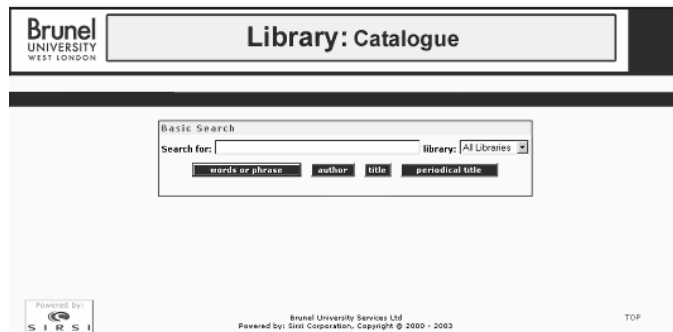 Brunel
UNIVERSITY
WEST LONDON
Library: Catalogue
Basic Search
Search for: library: All Libraries
words or phrase author title periodical title
Powered by:
SIRSI
Brunel University Services Ltd
Powered by: Sirsi Corporation, Copyright © 2000 - 2003
TOP